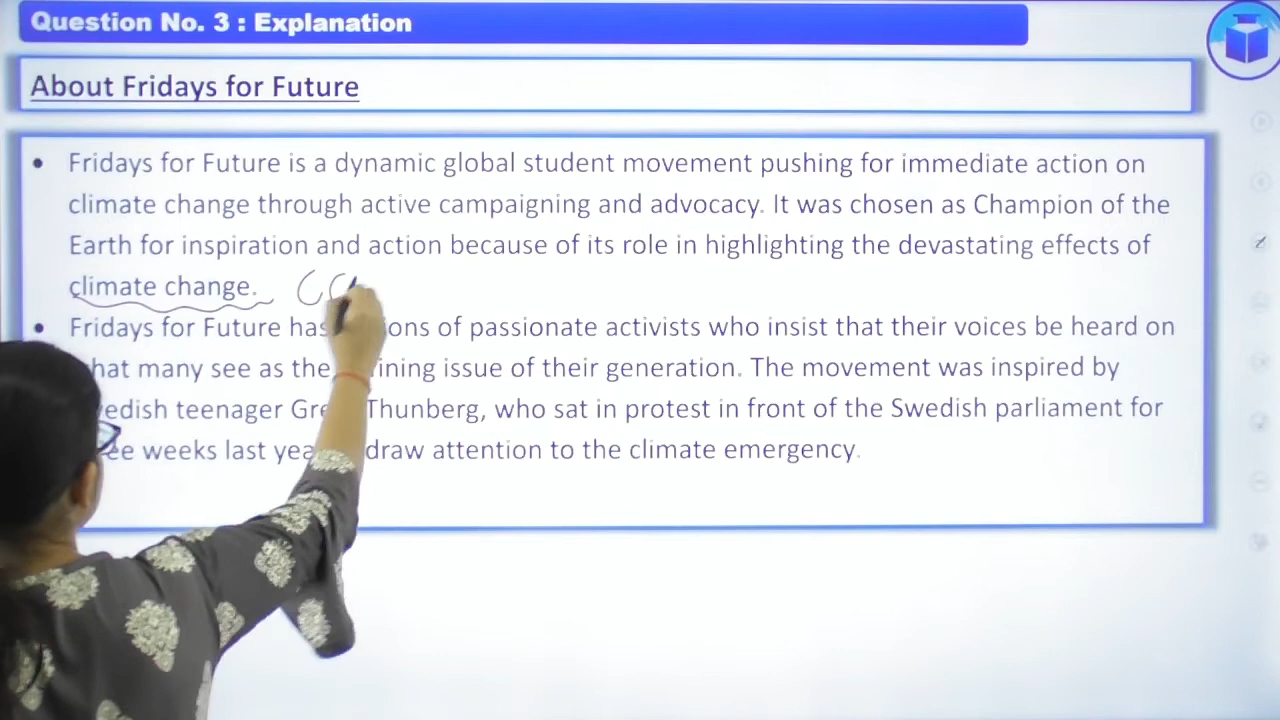 Question No. 3 : Explanation
About Fridays for Future
• Fridays for Future is a dynamic global student movement pushing for immediate action on
climate change through active campaigning and advocacy. It was chosen as Champion of the
Earth for inspiration and action because of its role in highlighting the devastating effects of
climate change. CC
• Fridays for Future has ions of passionate activists who insist that their voices be heard on
hat many see as the ining issue of their generation. The movement was inspired by
edish teenager Gre Thunberg, who sat in protest in front of the Swedish parliament for
ee weeks last yea draw attention to the climate emergency.